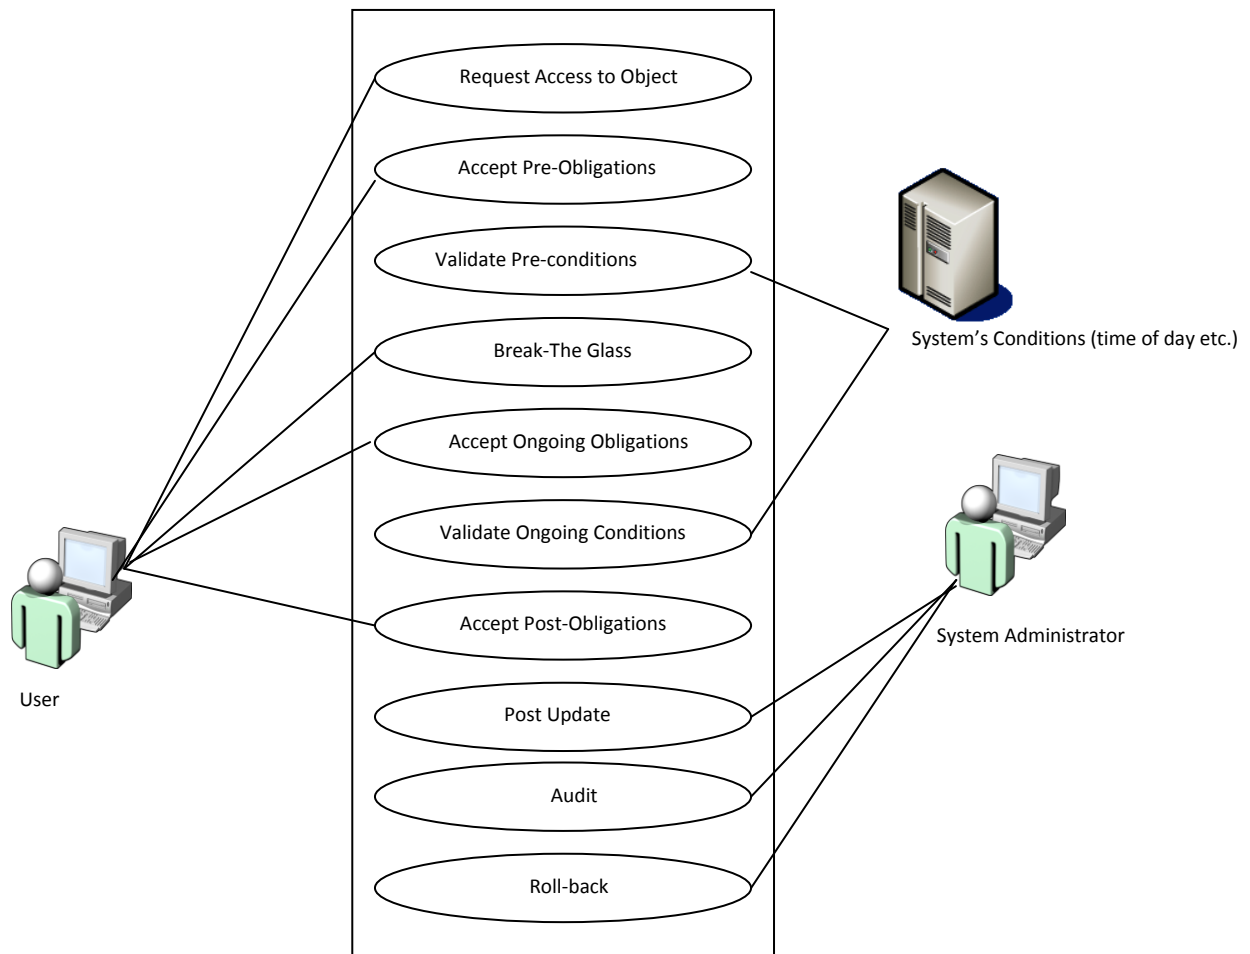 Request Access to Object
Accept Pre-Obligations
Validate Pre-conditions
Break-The Glass
Accept Ongoing Obligations
Validate Ongoing Conditions
Accept Post-Obligations
Post Update
Audit
Roll-back
User
System's Conditions (time of day etc.)
System Administrator